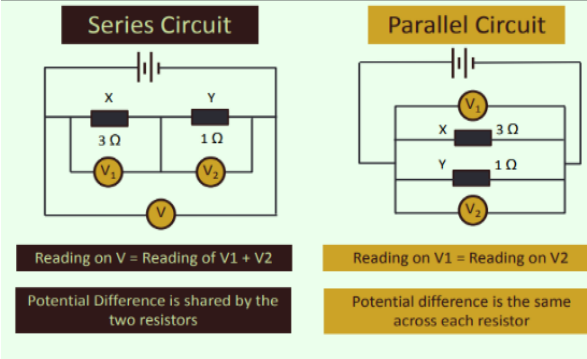 Series Circuit
X
Y
3 Ω
1 Ω
V1
V2
V
Reading on V = Reading of V1 + V2
Potential Difference is shared by the
two resistors
Parallel Circuit
V1
X
3 Ω
Y
1 Ω
V2
Reading on V1 = Reading on V2
Potential difference is the same
across each resistor